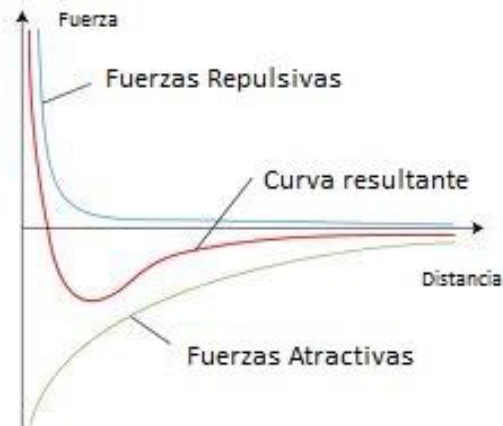 Fuerza
Fuerzas Repulsivas
Curva resultante
Distancia
Fuerzas Atractivas